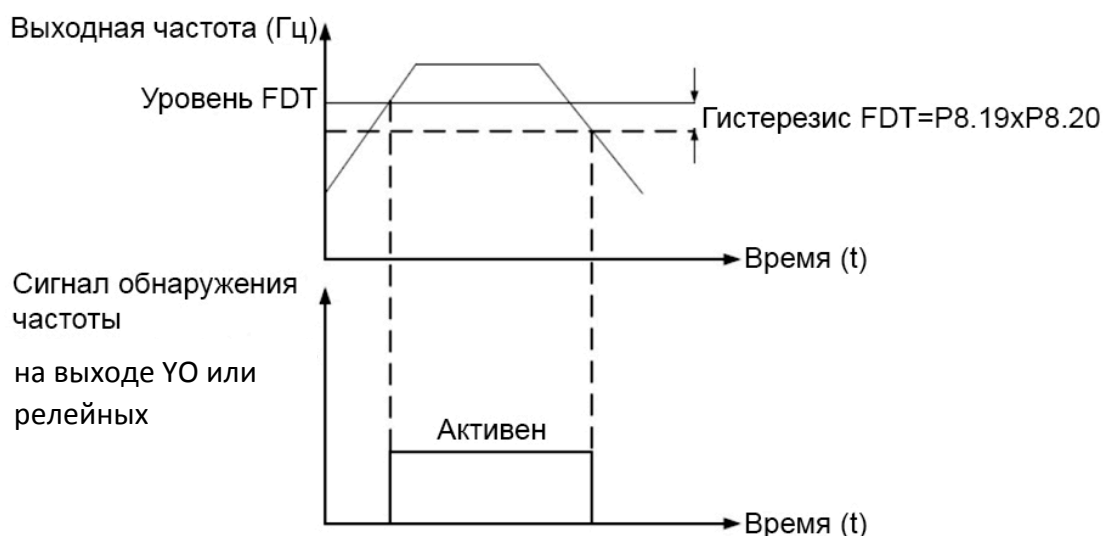 Выходная частота (Гц)
Уровень FDT
Гистерезис FDT=P8.19xP8.20
Время (t)
Сигнал обнаружения
частоты
на выходе YO или
релейных
Активен
Время (t)